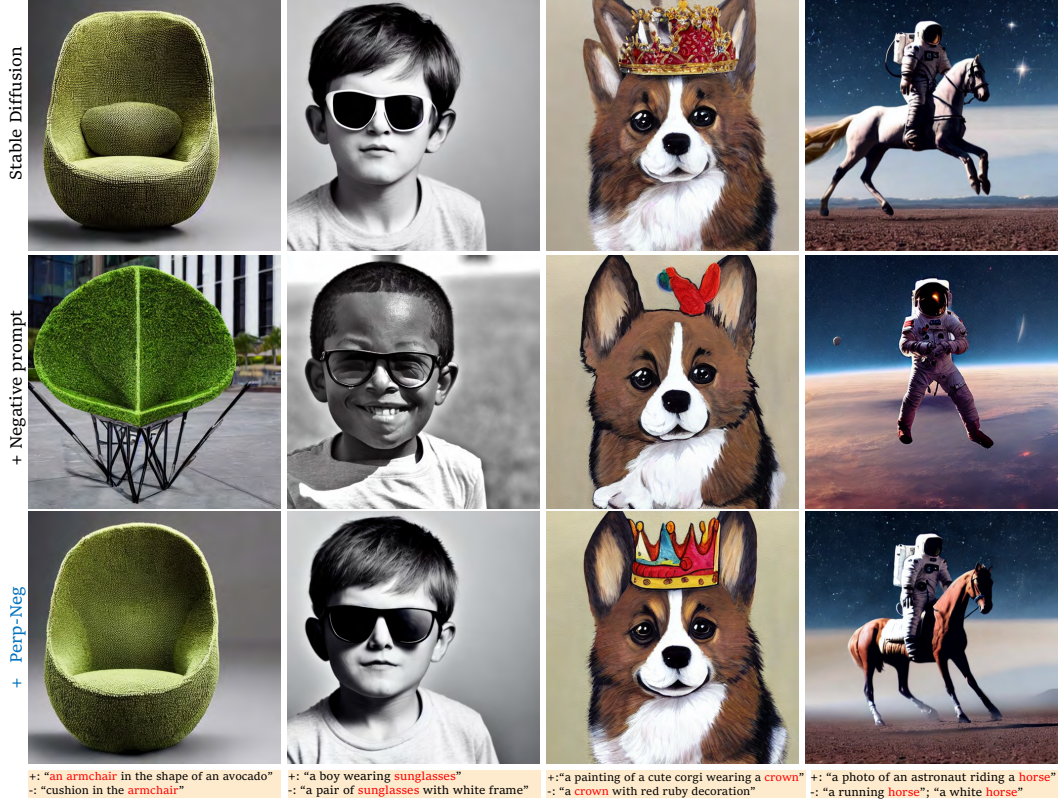 Stable Diffusion
+ Negative prompt
+ Perp-Neg
+: “an armchair in the shape of an avocado”
-: “cushion in the armchair”
+: “a boy wearing sunglasses”
-: “a pair of sunglasses with white frame”
+:“a painting of a cute corgi wearing a crown”
-: “a crown with red ruby decoration”
+: “a photo of an astronaut riding a horse”
-: “a running horse”; “a white horse”